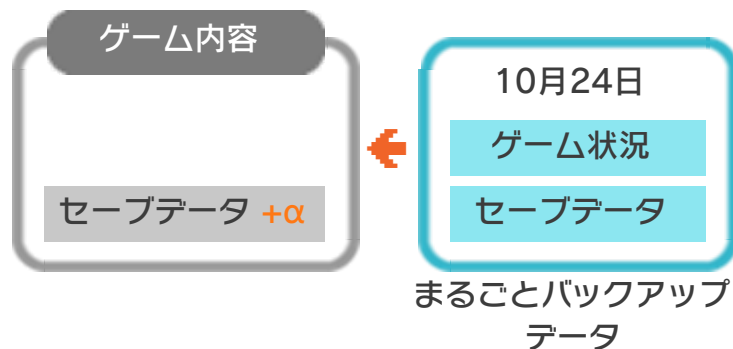 ゲーム内容
セーブデータ +α
10月24日
ゲーム状況
セーブデータ
まるごとバックアップ
データ